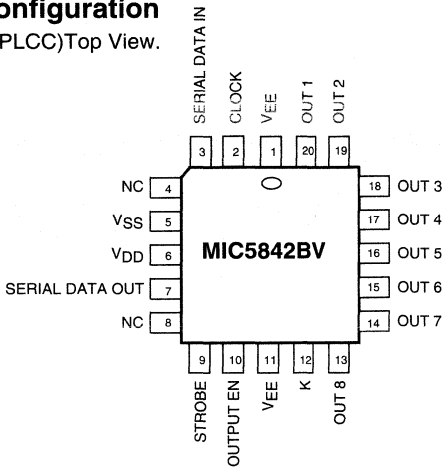 onfiguration
PLCC)Top View.
SERIAL DATA IN
CLOCK
VEE
OUT 1
OUT 2
3
2
1
20
19
NC 4
18 OUT 3
VSS 5
17 OUT 4
VDD 6
MIC5842BV
16 OUT 5
SERIAL DATA OUT 7
15 OUT 6
NC 8
14 OUT 7
9
10
11
12
13
STROBE
OUTPUT EN
VEE
K
OUT 8